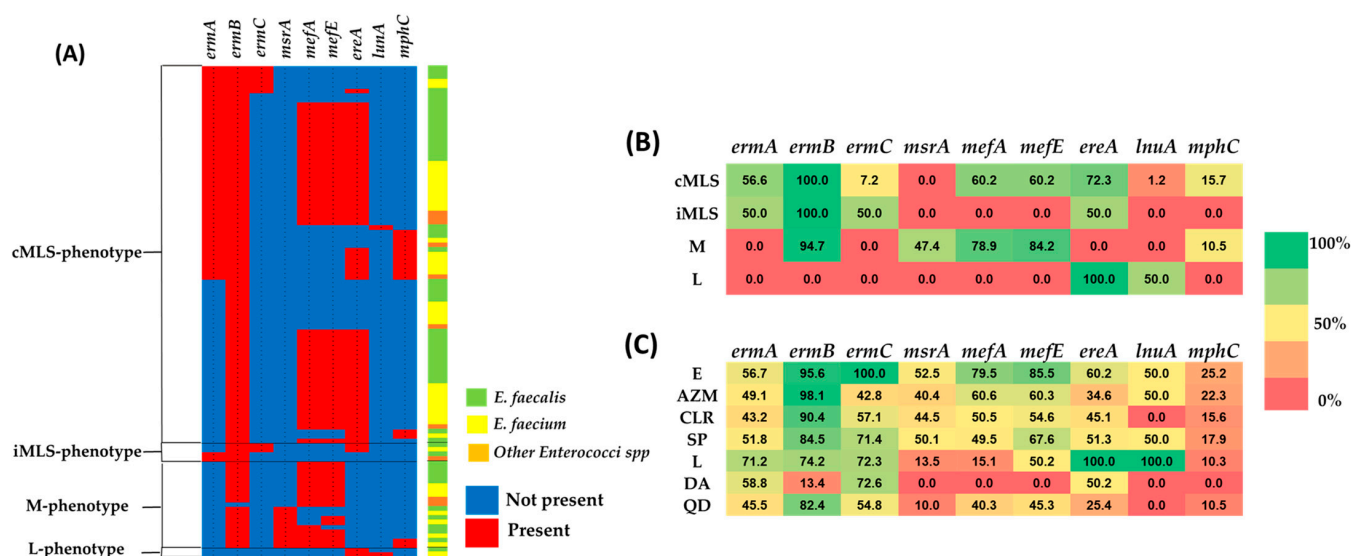 (A)
ermA ermB ermC msrA mefA mefE ereA lunA mphC
cMLS-phenotype
iMLS-phenotype
M-phenotype
L-phenotype
E. faecalis
E. faecium
Other Enterococci spp
Not present
Present
(B)
ermA ermB ermC msrA mefA mefE ereA lnuA mphC
cMLS 56.6 100.0 7.2 0.0 60.2 60.2 72.3 1.2 15.7
iMLS 50.0 100.0 50.0 0.0 0.0 0.0 50.0 0.0 0.0
M 0.0 94.7 0.0 47.4 78.9 84.2 0.0 0.0 10.5
L 0.0 0.0 0.0 0.0 0.0 0.0 100.0 50.0 0.0
(C)
ermA ermB ermC msrA mefA mefE ereA lnuA mphC
E 56.7 95.6 100.0 52.5 79.5 85.5 60.2 50.0 25.2
AZM 49.1 98.1 42.8 40.4 60.6 60.3 34.6 50.0 22.3
CLR 43.2 90.4 57.1 44.5 50.5 54.6 45.1 0.0 15.6
SP 51.8 84.5 71.4 50.1 49.5 67.6 51.3 50.0 17.9
L 71.2 74.2 72.3 13.5 15.1 50.2 100.0 100.0 10.3
DA 58.8 13.4 72.6 0.0 0.0 0.0 50.2 0.0 0.0
QD 45.5 82.4 54.8 10.0 40.3 45.3 25.4 0.0 10.5
100%
50%
0%